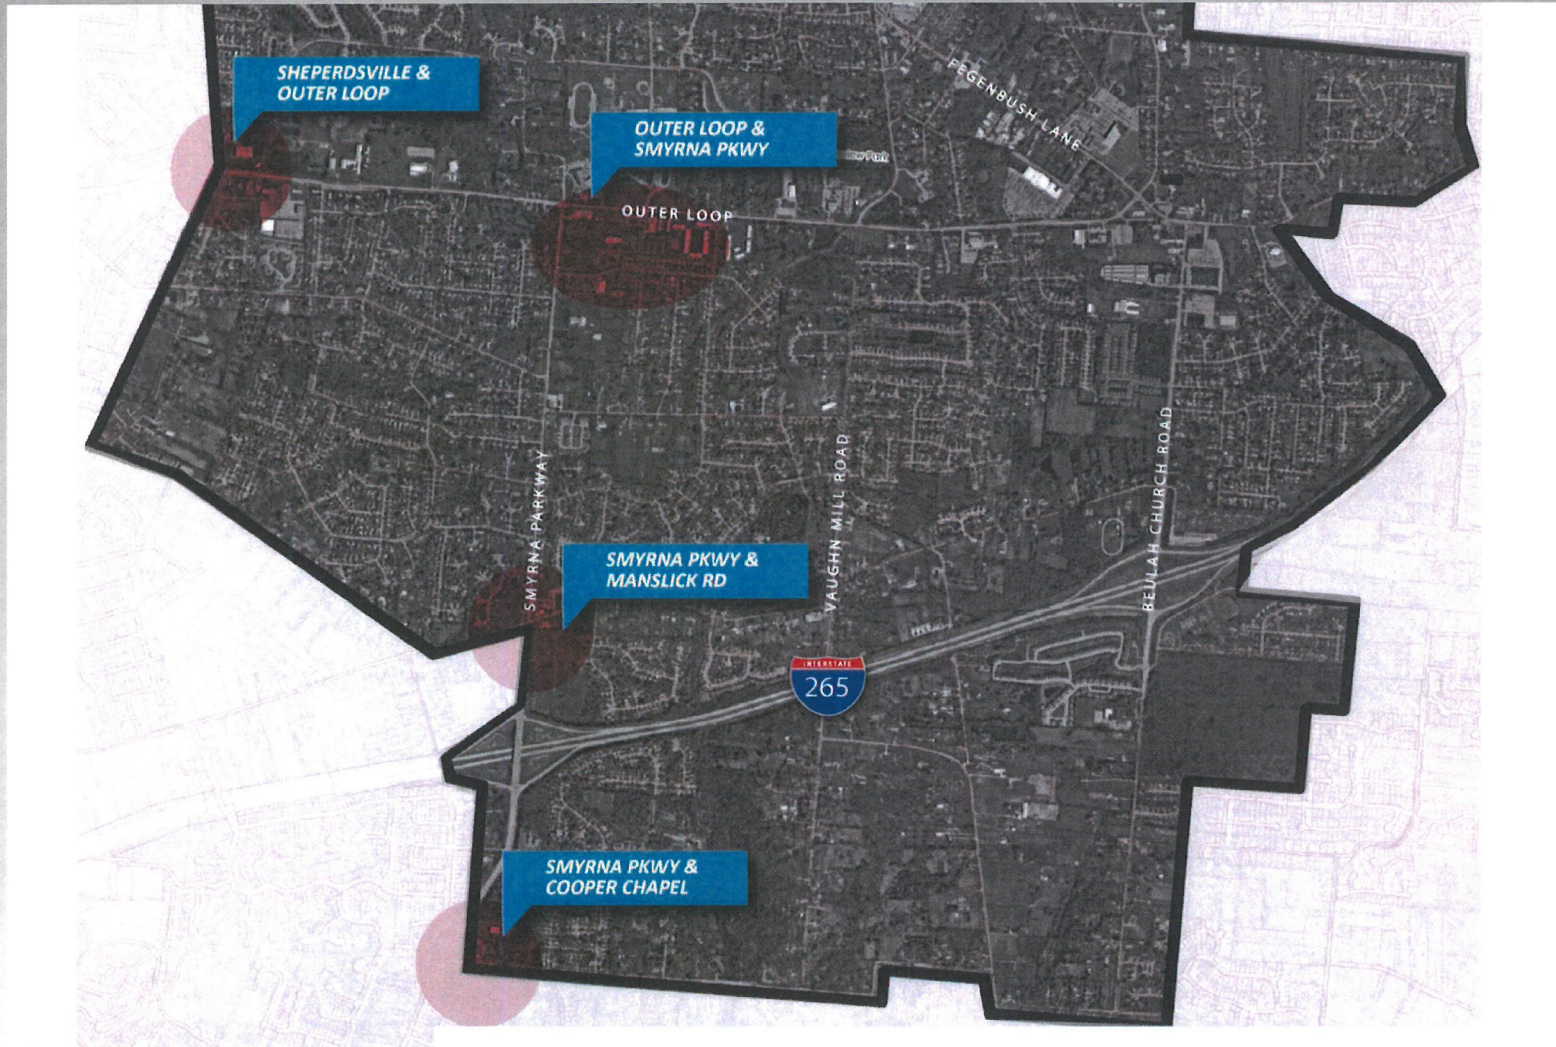 SHEPERDSVILLE &
OUTER LOOP
OUTER LOOP &
SMYRNA PKWY
FEGENBUSH LANE
OUTER LOOP
SMYRNA PARKWAY
VAUGHN MILL ROAD
BEULAH CHURCH ROAD
SMYRNA PKWY &
MANSLICK RD
INTERSTATE
265
SMYRNA PKWY &
COOPER CHAPEL